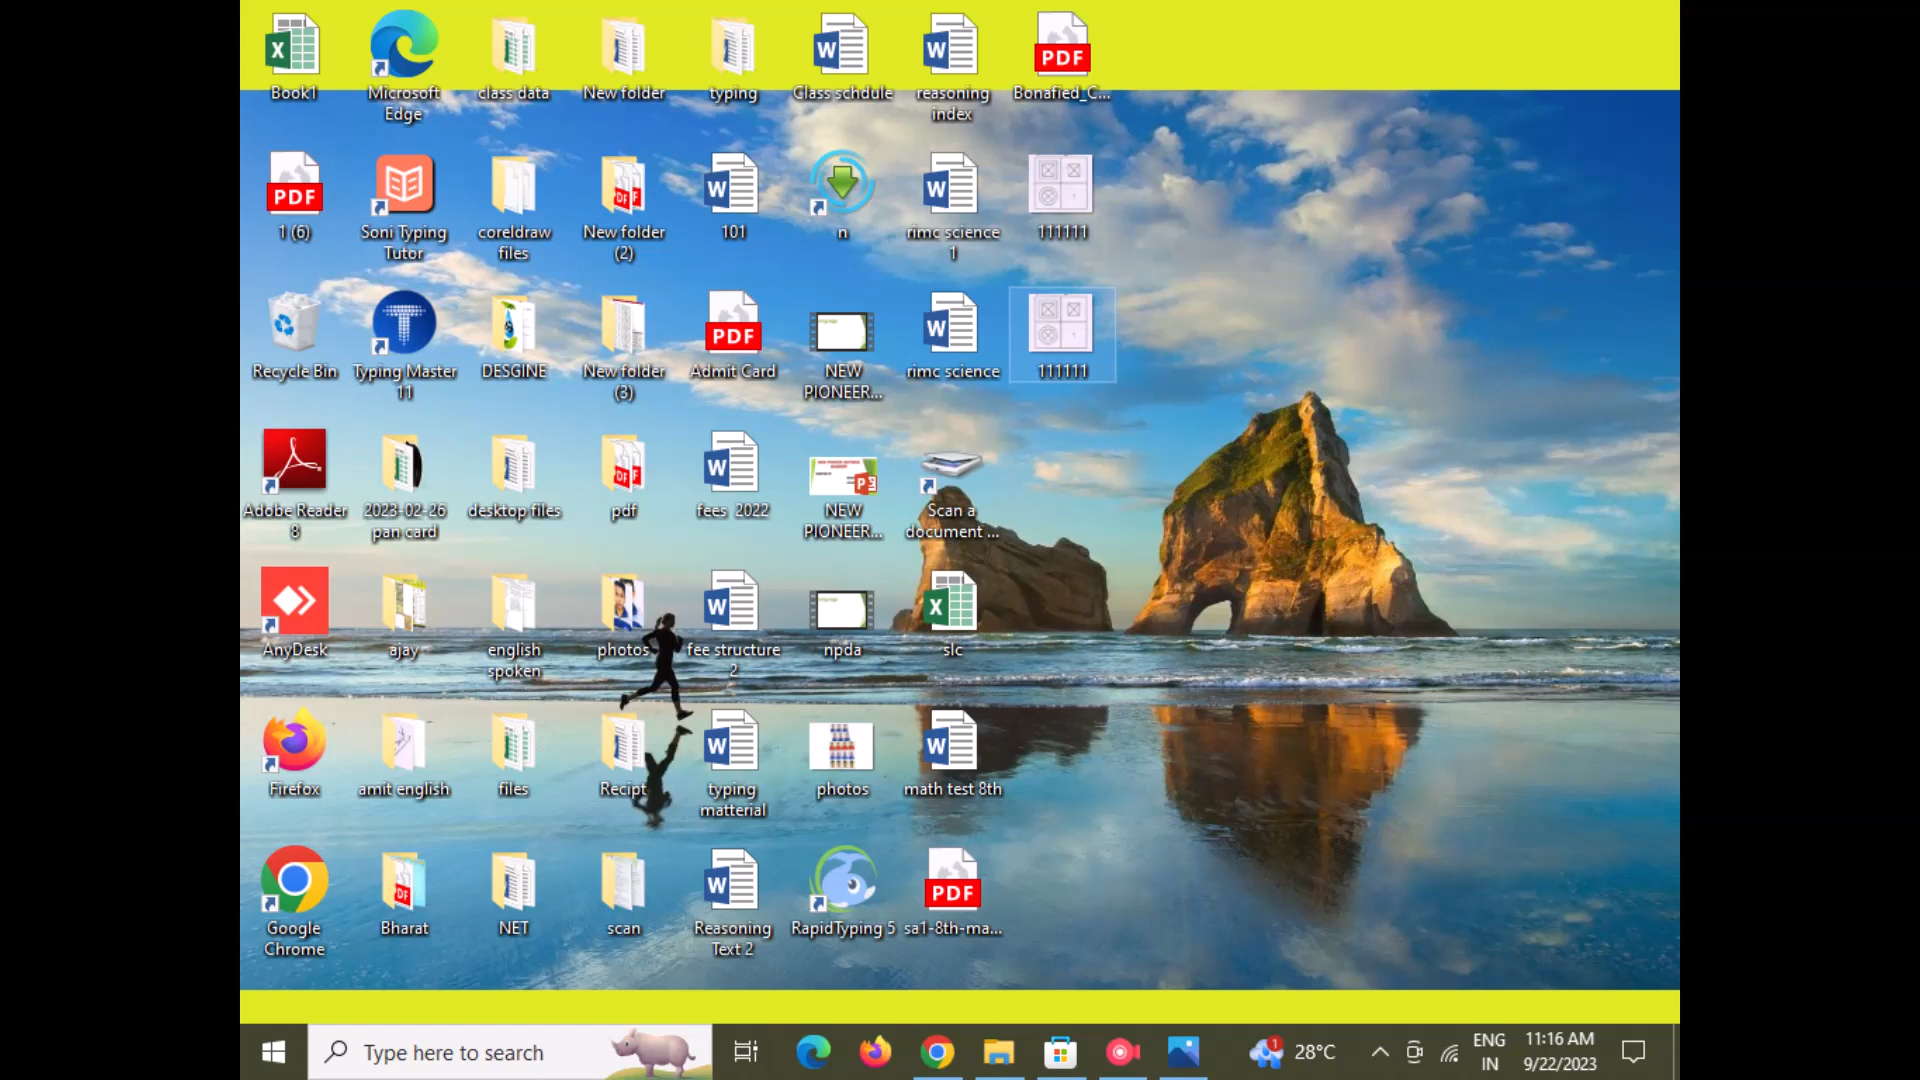 Book1
Microsoft
Edge
class data
New folder
typing
Class schdule
reasoning
index
PDF
Bonafied_C...
PDF
1 (6)
Soni Typing
Tutor
coreldraw
files
New folder
(2)
101
n
rimc science
1
111111
Recycle Bin
Typing Master
11
DESGINE
New folder
(3)
PDF
Admit Card
NEW
PIONEER...
rimc science
111111
Adobe Reader
8
2023-02-26
pan card
desktop files
pdf
fees 2022
NEW
PIONEER...
Scan a
document ...
AnyDesk
ajay
english
spoken
photos
fee structure
2
npda
slc
Firefox
amit english
files
Recipt
typing
matterial
photos
math test 8th
Google
Chrome
Bharat
NET
scan
Reasoning
Text 2
RapidTyping 5
PDF
sa1-8th-ma...
Type here to search
1
28°C
ENG
IN
11:16 AM
9/22/2023